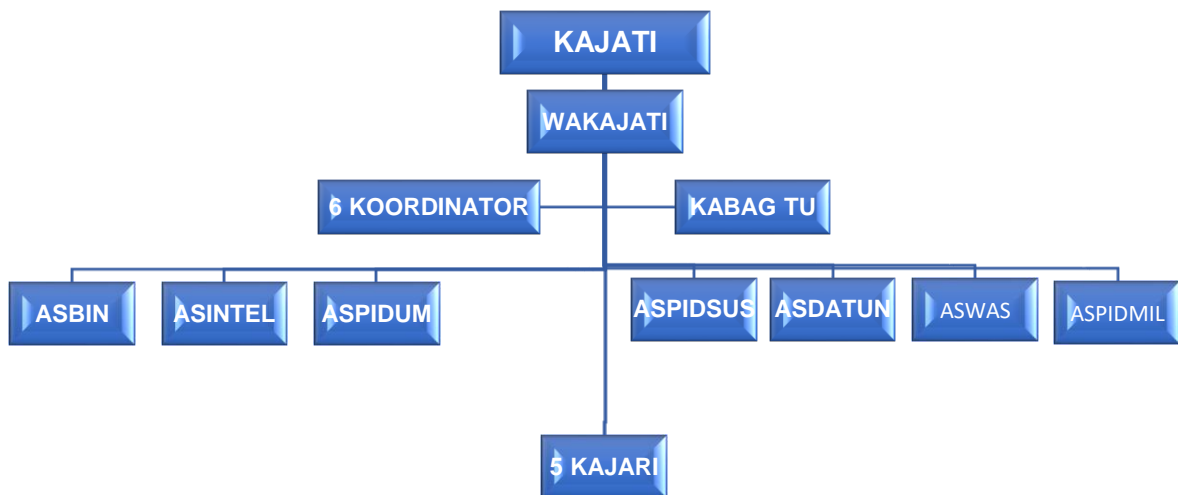 KAJATI
WAKAJATI
6 KOORDINATOR
KABAG TU
ASBIN
ASINTEL
ASPIDUM
ASPIDSUS
ASDATUN
ASWAS
ASPIDMIL
5 KAJARI